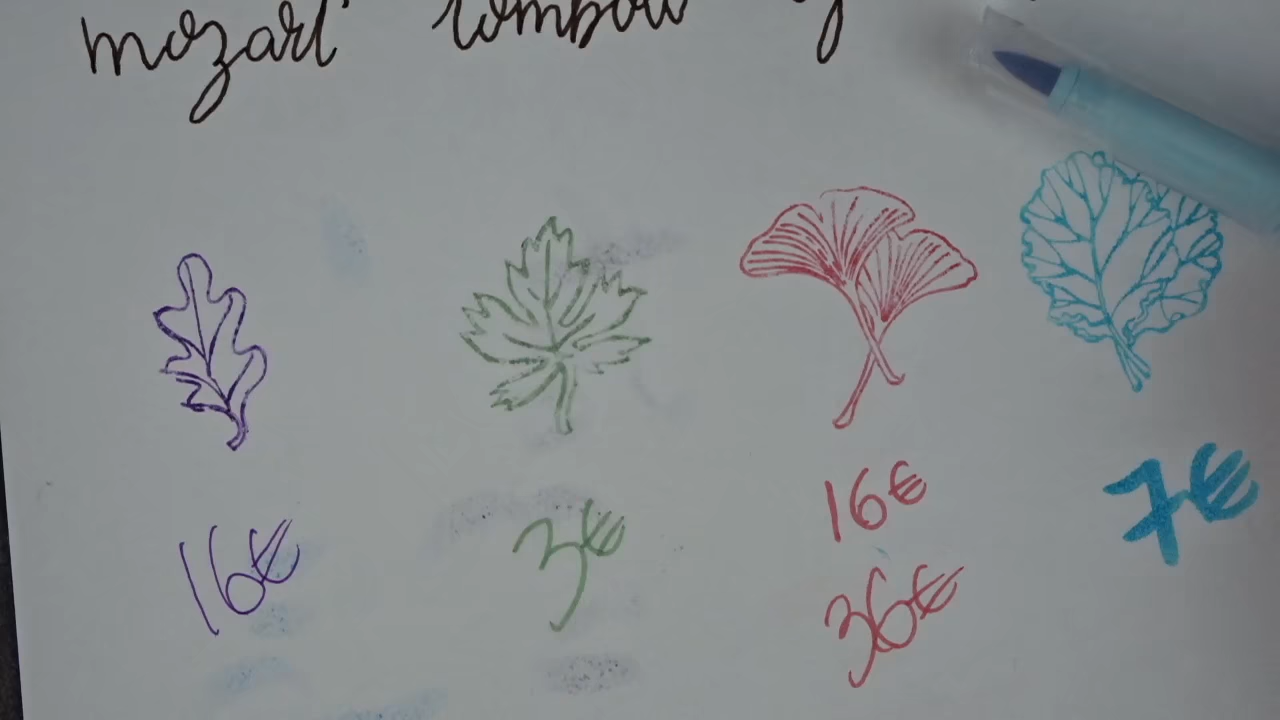 mozart tombow
16€ 3€ 16€ 7€
36€